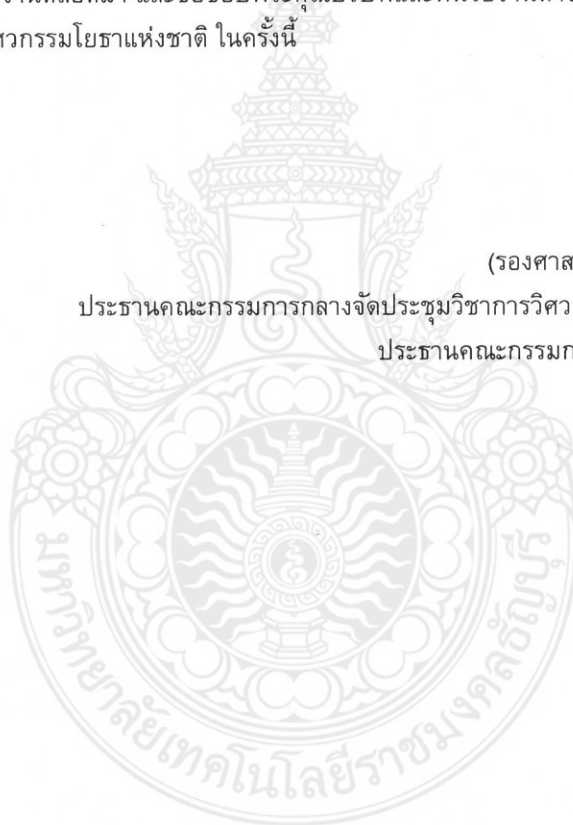 ศวกรรมโยธาแห่งชาติ ในครั้งนี้
(รองศาส
ประธานคณะกรรมการกลางจัดประชุมวิชาการวิศว
ประธานคณะกรรมก
มหาวิทยาลัยเทคโนโลยีราชมงคลธัญบุรี